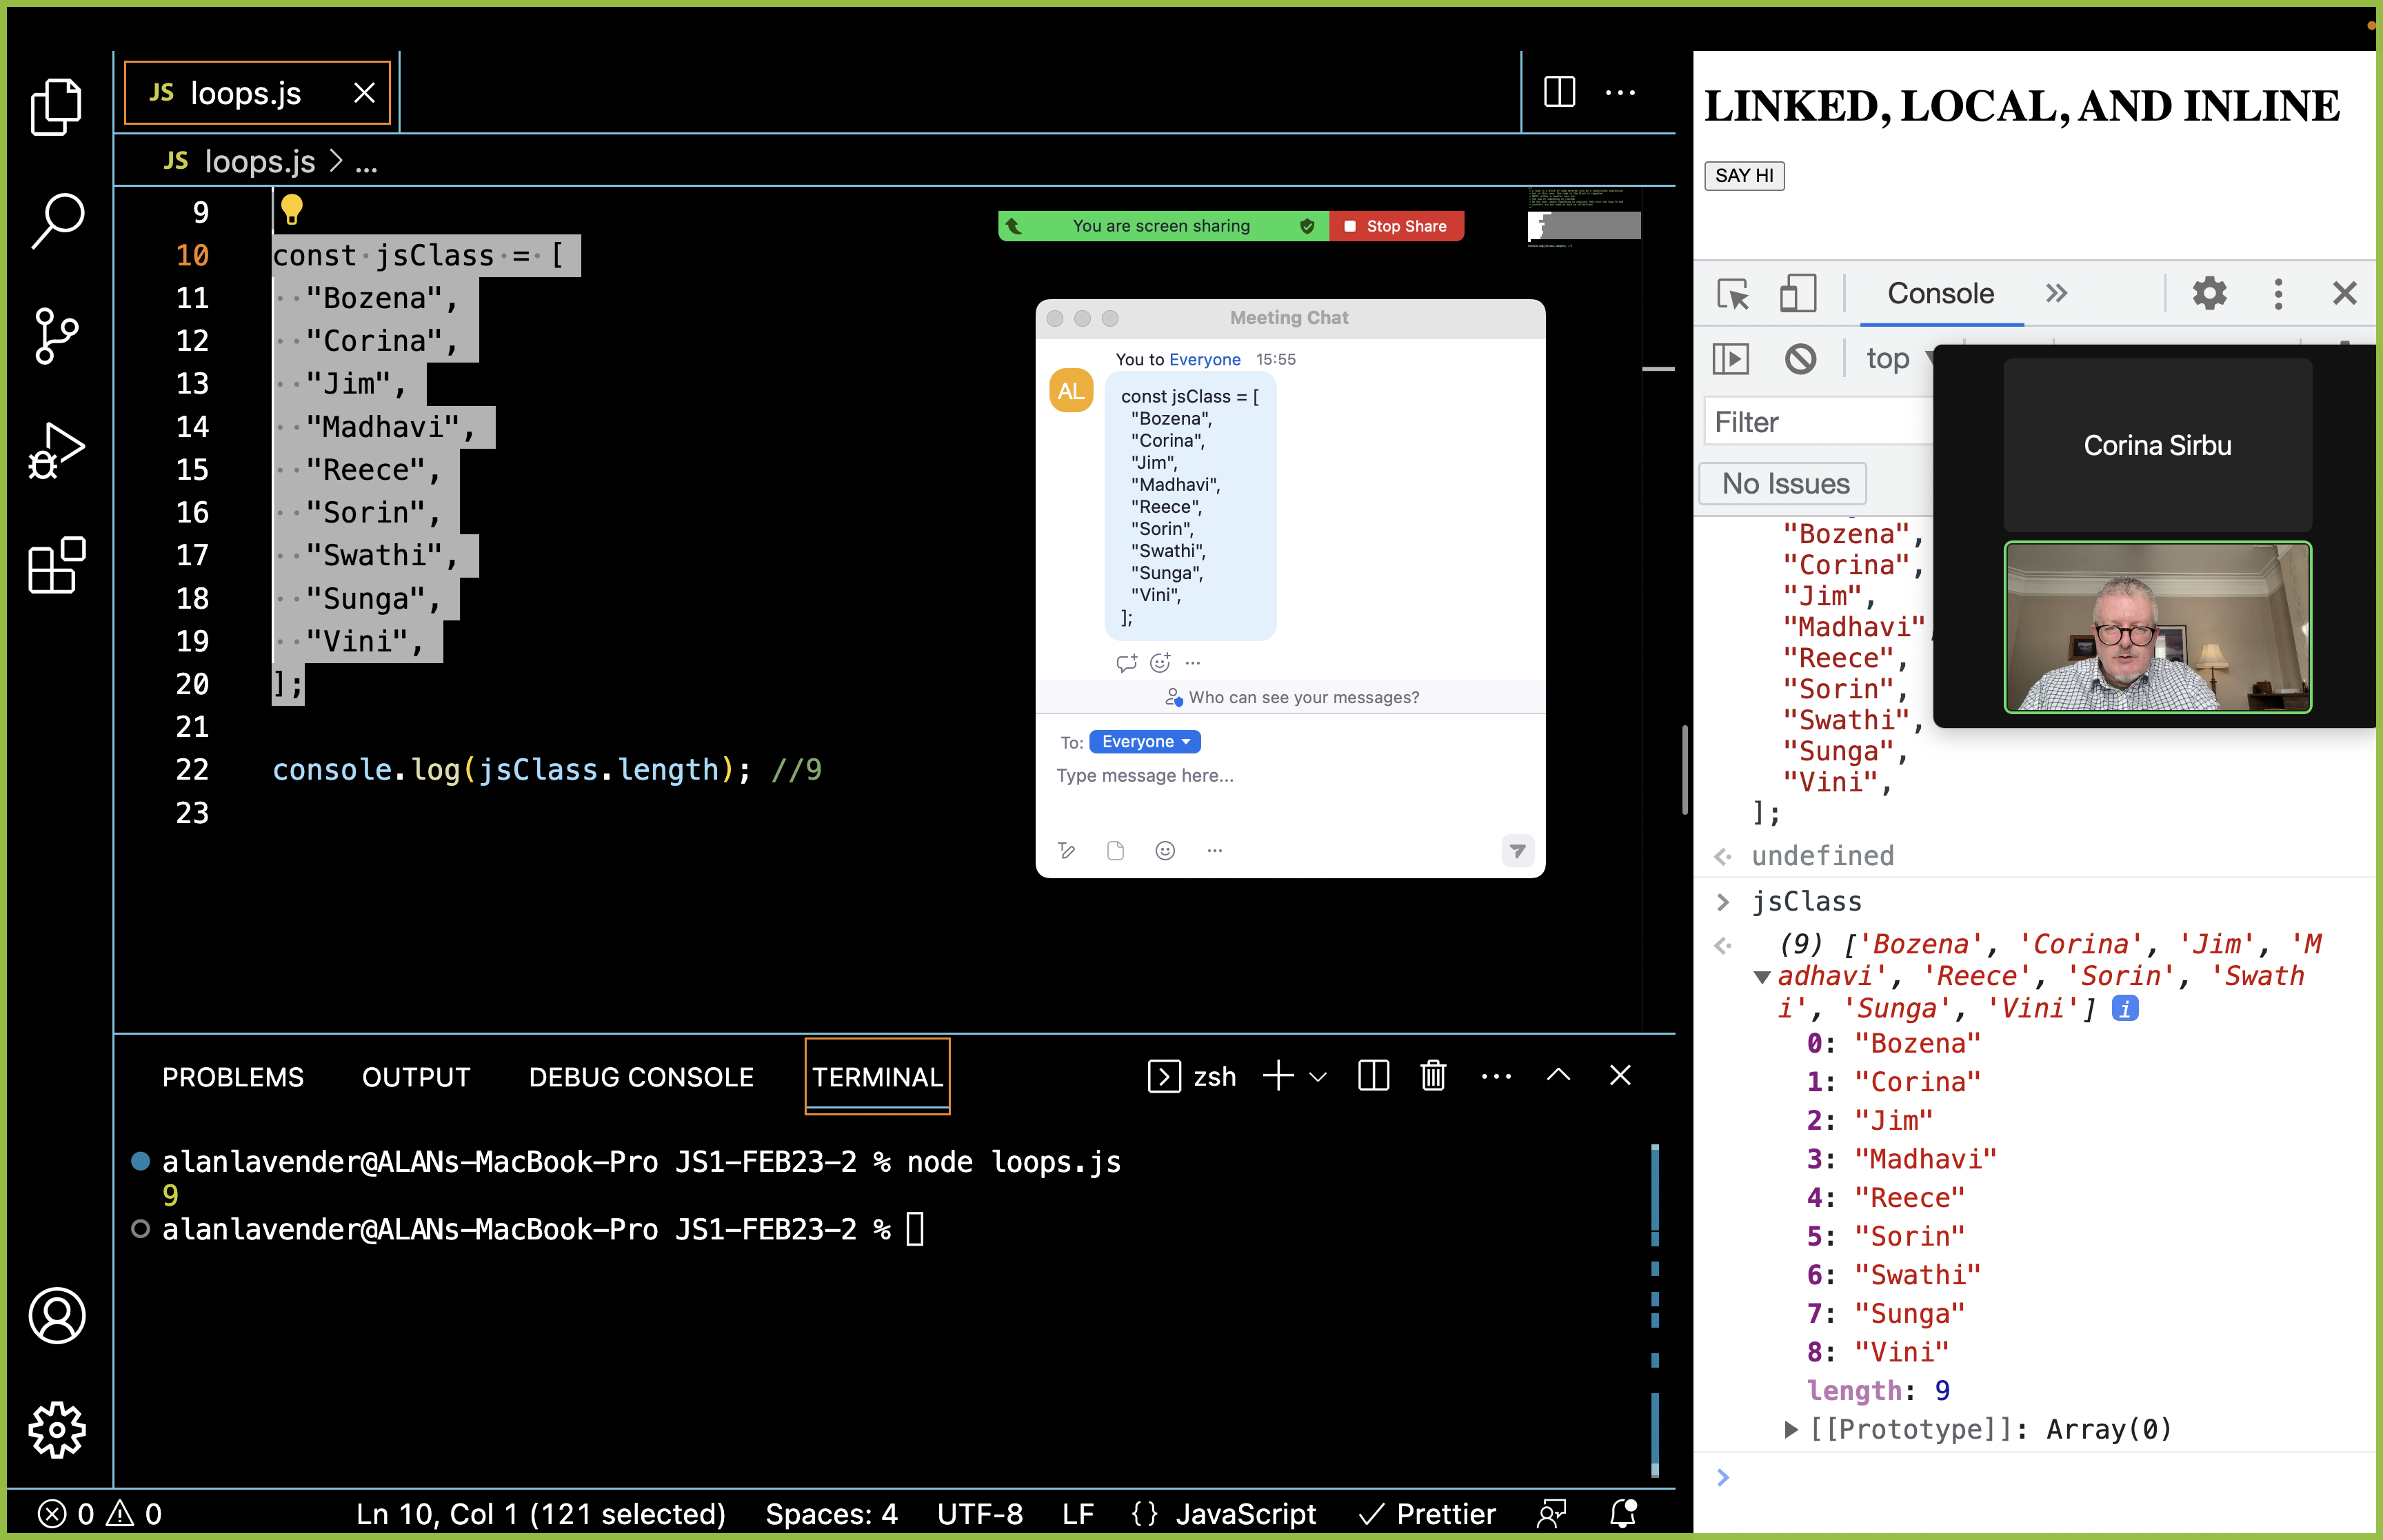 JS loops.js
JS loops.js > ...
9
10 const jsClass = [
11 "Bozena",
12 "Corina",
13 "Jim",
14 "Madhavi",
15 "Reece",
16 "Sorin",
17 "Swathi",
18 "Sunga",
19 "Vini",
20 ];
21
22 console.log(jsClass.length); //9
23
You are screen sharing
Stop Share
Meeting Chat
You to Everyone 15:55
AL
const jsClass = [
"Bozena",
"Corina",
"Jim",
"Madhavi",
"Reece",
"Sorin",
"Swathi",
"Sunga",
"Vini",
];
Who can see your messages?
To: Everyone
Type message here...
PROBLEMS OUTPUT DEBUG CONSOLE TERMINAL
zsh
alanlavender@ALANs-MacBook-Pro JS1-FEB23-2 % node loops.js
9
alanlavender@ALANs-MacBook-Pro JS1-FEB23-2 %
0 0 Ln 10, Col 1 (121 selected) Spaces: 4 UTF-8 LF {} JavaScript Prettier
LINKED, LOCAL, AND INLINE
SAY HI
Console
top
Filter
No Issues
Corina Sirbu
"Bozena",
"Corina",
"Jim",
"Madhavi",
"Reece",
"Sorin",
"Swathi",
"Sunga",
"Vini",
];
undefined
jsClass
(9) ['Bozena', 'Corina', 'Jim', 'M
adhavi', 'Reece', 'Sorin', 'Swath
i', 'Sunga', 'Vini'] i
0: "Bozena"
1: "Corina"
2: "Jim"
3: "Madhavi"
4: "Reece"
5: "Sorin"
6: "Swathi"
7: "Sunga"
8: "Vini"
length: 9
[[Prototype]]: Array(0)